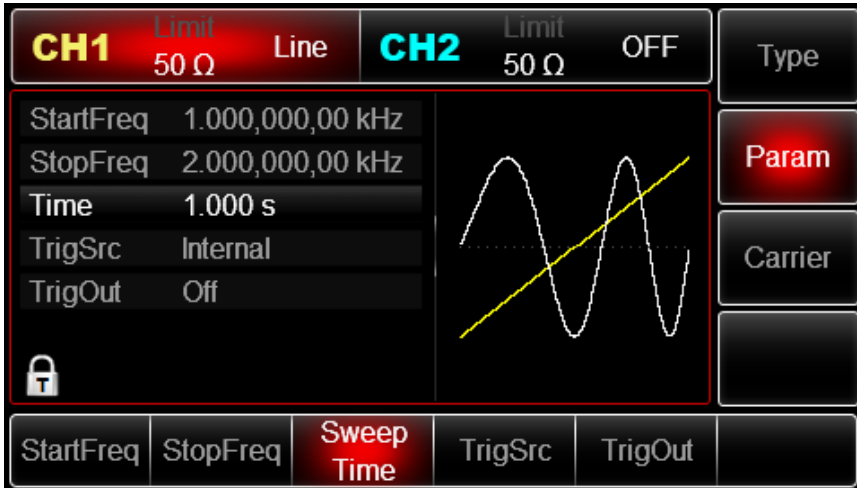 CH1 Limit 50 Ω Line CH2 Limit 50 Ω OFF
Type
StartFreq 1.000,000,00 kHz
StopFreq 2.000,000,00 kHz
Param
Time 1.000 s
TrigSrc Internal
Carrier
TrigOut Off
T
StartFreq StopFreq Sweep Time TrigSrc TrigOut